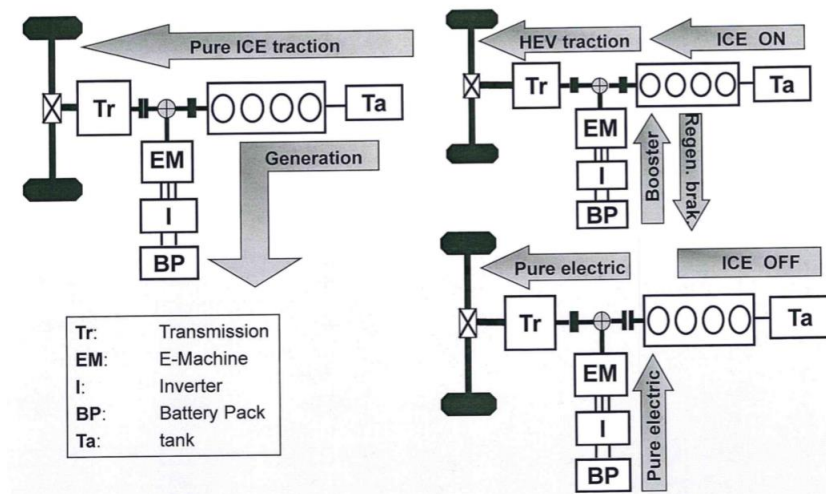 Pure ICE traction
Tr
Ta
EM
Generation
I
BP
Tr: Transmission
EM: E-Machine
I: Inverter
BP: Battery Pack
Ta: tank
HEV traction
ICE ON
Tr
Ta
EM
I
BP
Booster
Regen. brak
Pure electric
ICE OFF
Tr
Ta
EM
I
BP
Pure electric